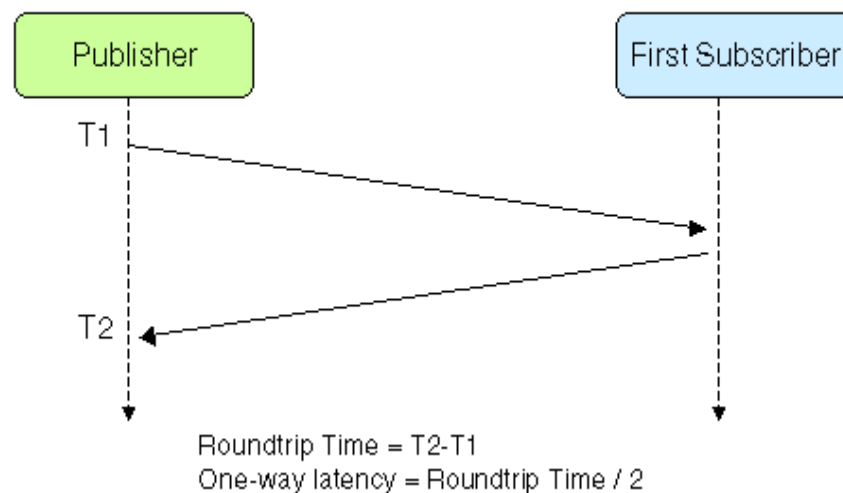 Publisher
First Subscriber
T1
T2
Roundtrip Time = T2-T1
One-way latency = Roundtrip Time / 2